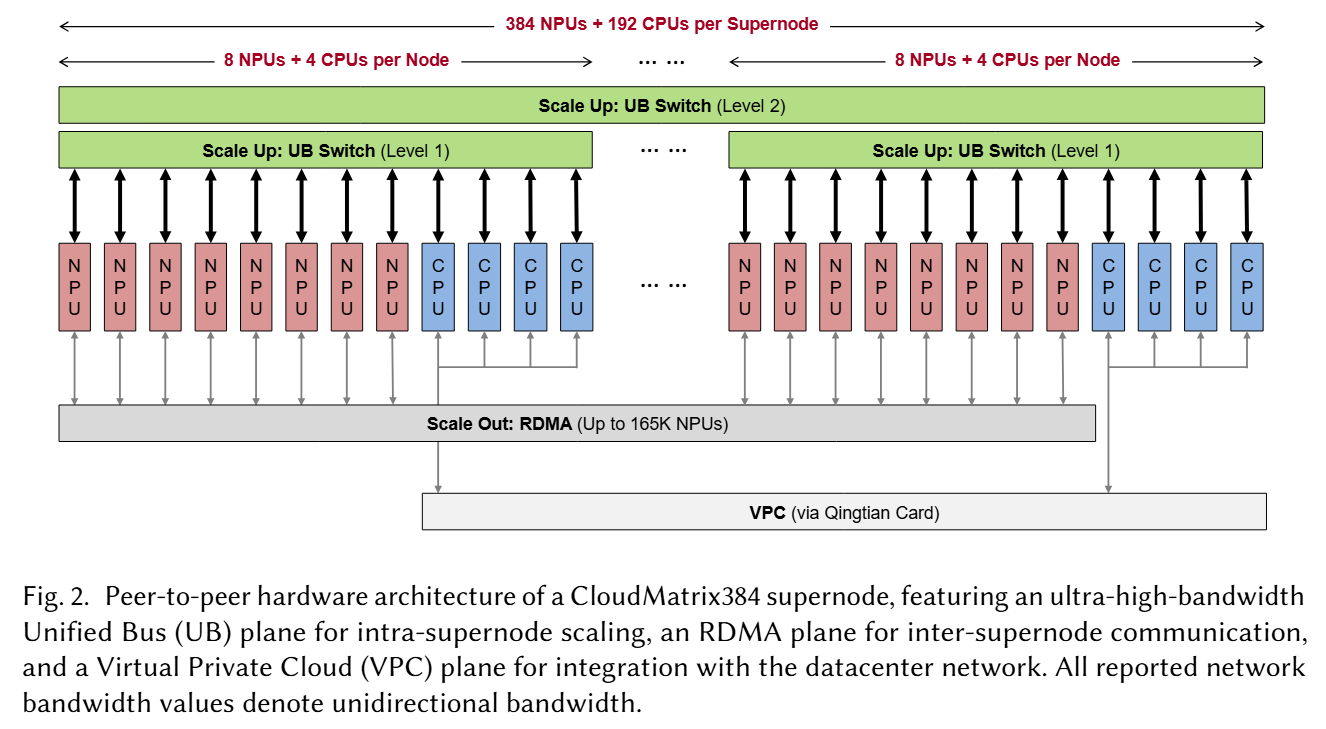 384 NPUs + 192 CPUs per Supernode
8 NPUs + 4 CPUs per Node
... ...
8 NPUs + 4 CPUs per Node
Scale Up: UB Switch (Level 2)
Scale Up: UB Switch (Level 1)
... ...
Scale Up: UB Switch (Level 1)
NPU
NPU
NPU
NPU
NPU
NPU
NPU
NPU
CPU
CPU
CPU
CPU
... ...
NPU
NPU
NPU
NPU
NPU
NPU
NPU
NPU
CPU
CPU
CPU
CPU
Scale Out: RDMA (Up to 165K NPUs)
VPC (via Qingtian Card)
Fig. 2. Peer-to-peer hardware architecture of a CloudMatrix384 supernode, featuring an ultra-high-bandwidth
Unified Bus (UB) plane for intra-supernode scaling, an RDMA plane for inter-supernode communication,
and a Virtual Private Cloud (VPC) plane for integration with the datacenter network. All reported network
bandwidth values denote unidirectional bandwidth.